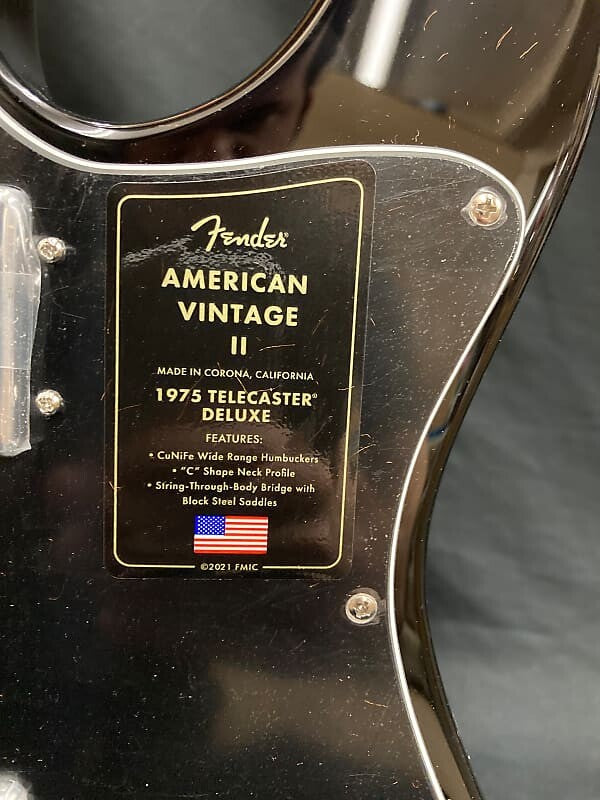 Fender®
AMERICAN
VINTAGE
II
MADE IN CORONA, CALIFORNIA
1975 TELECASTER®
DELUXE
FEATURES:
• CuNiFe Wide Range Humbuckers
• "C" Shape Neck Profile
• String-Through-Body Bridge with
Block Steel Saddles
©2021 FMIC